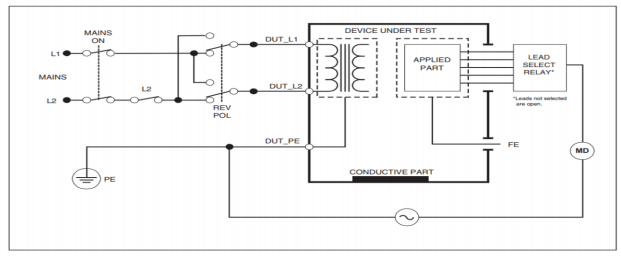 MAINS
ON
L1
MAINS
L2
L2
REV
POL
DUT_L1
DUT_L2
DUT_PE
PE
DEVICE UNDER TEST
APPLIED
PART
LEAD
SELECT
RELAY*
*Leads not selected
are open.
FE
MD
CONDUCTIVE PART